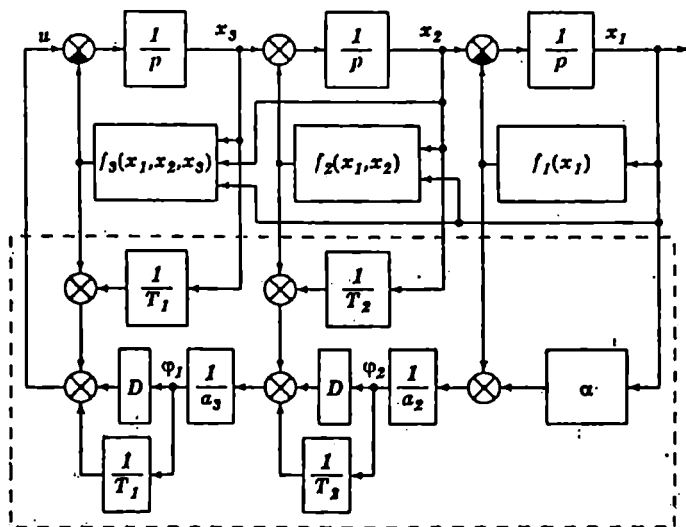 u
1/p
x₃
1/p
x₂
1/p
x₁
f₃(x₁,x₂,x₃)
f₂(x₁,x₂)
f₁(x₁)
1/T₁
1/T₂
D
φ₁
1/a₃
D
φ₂
1/a₂
α
1/T₁
1/T₂